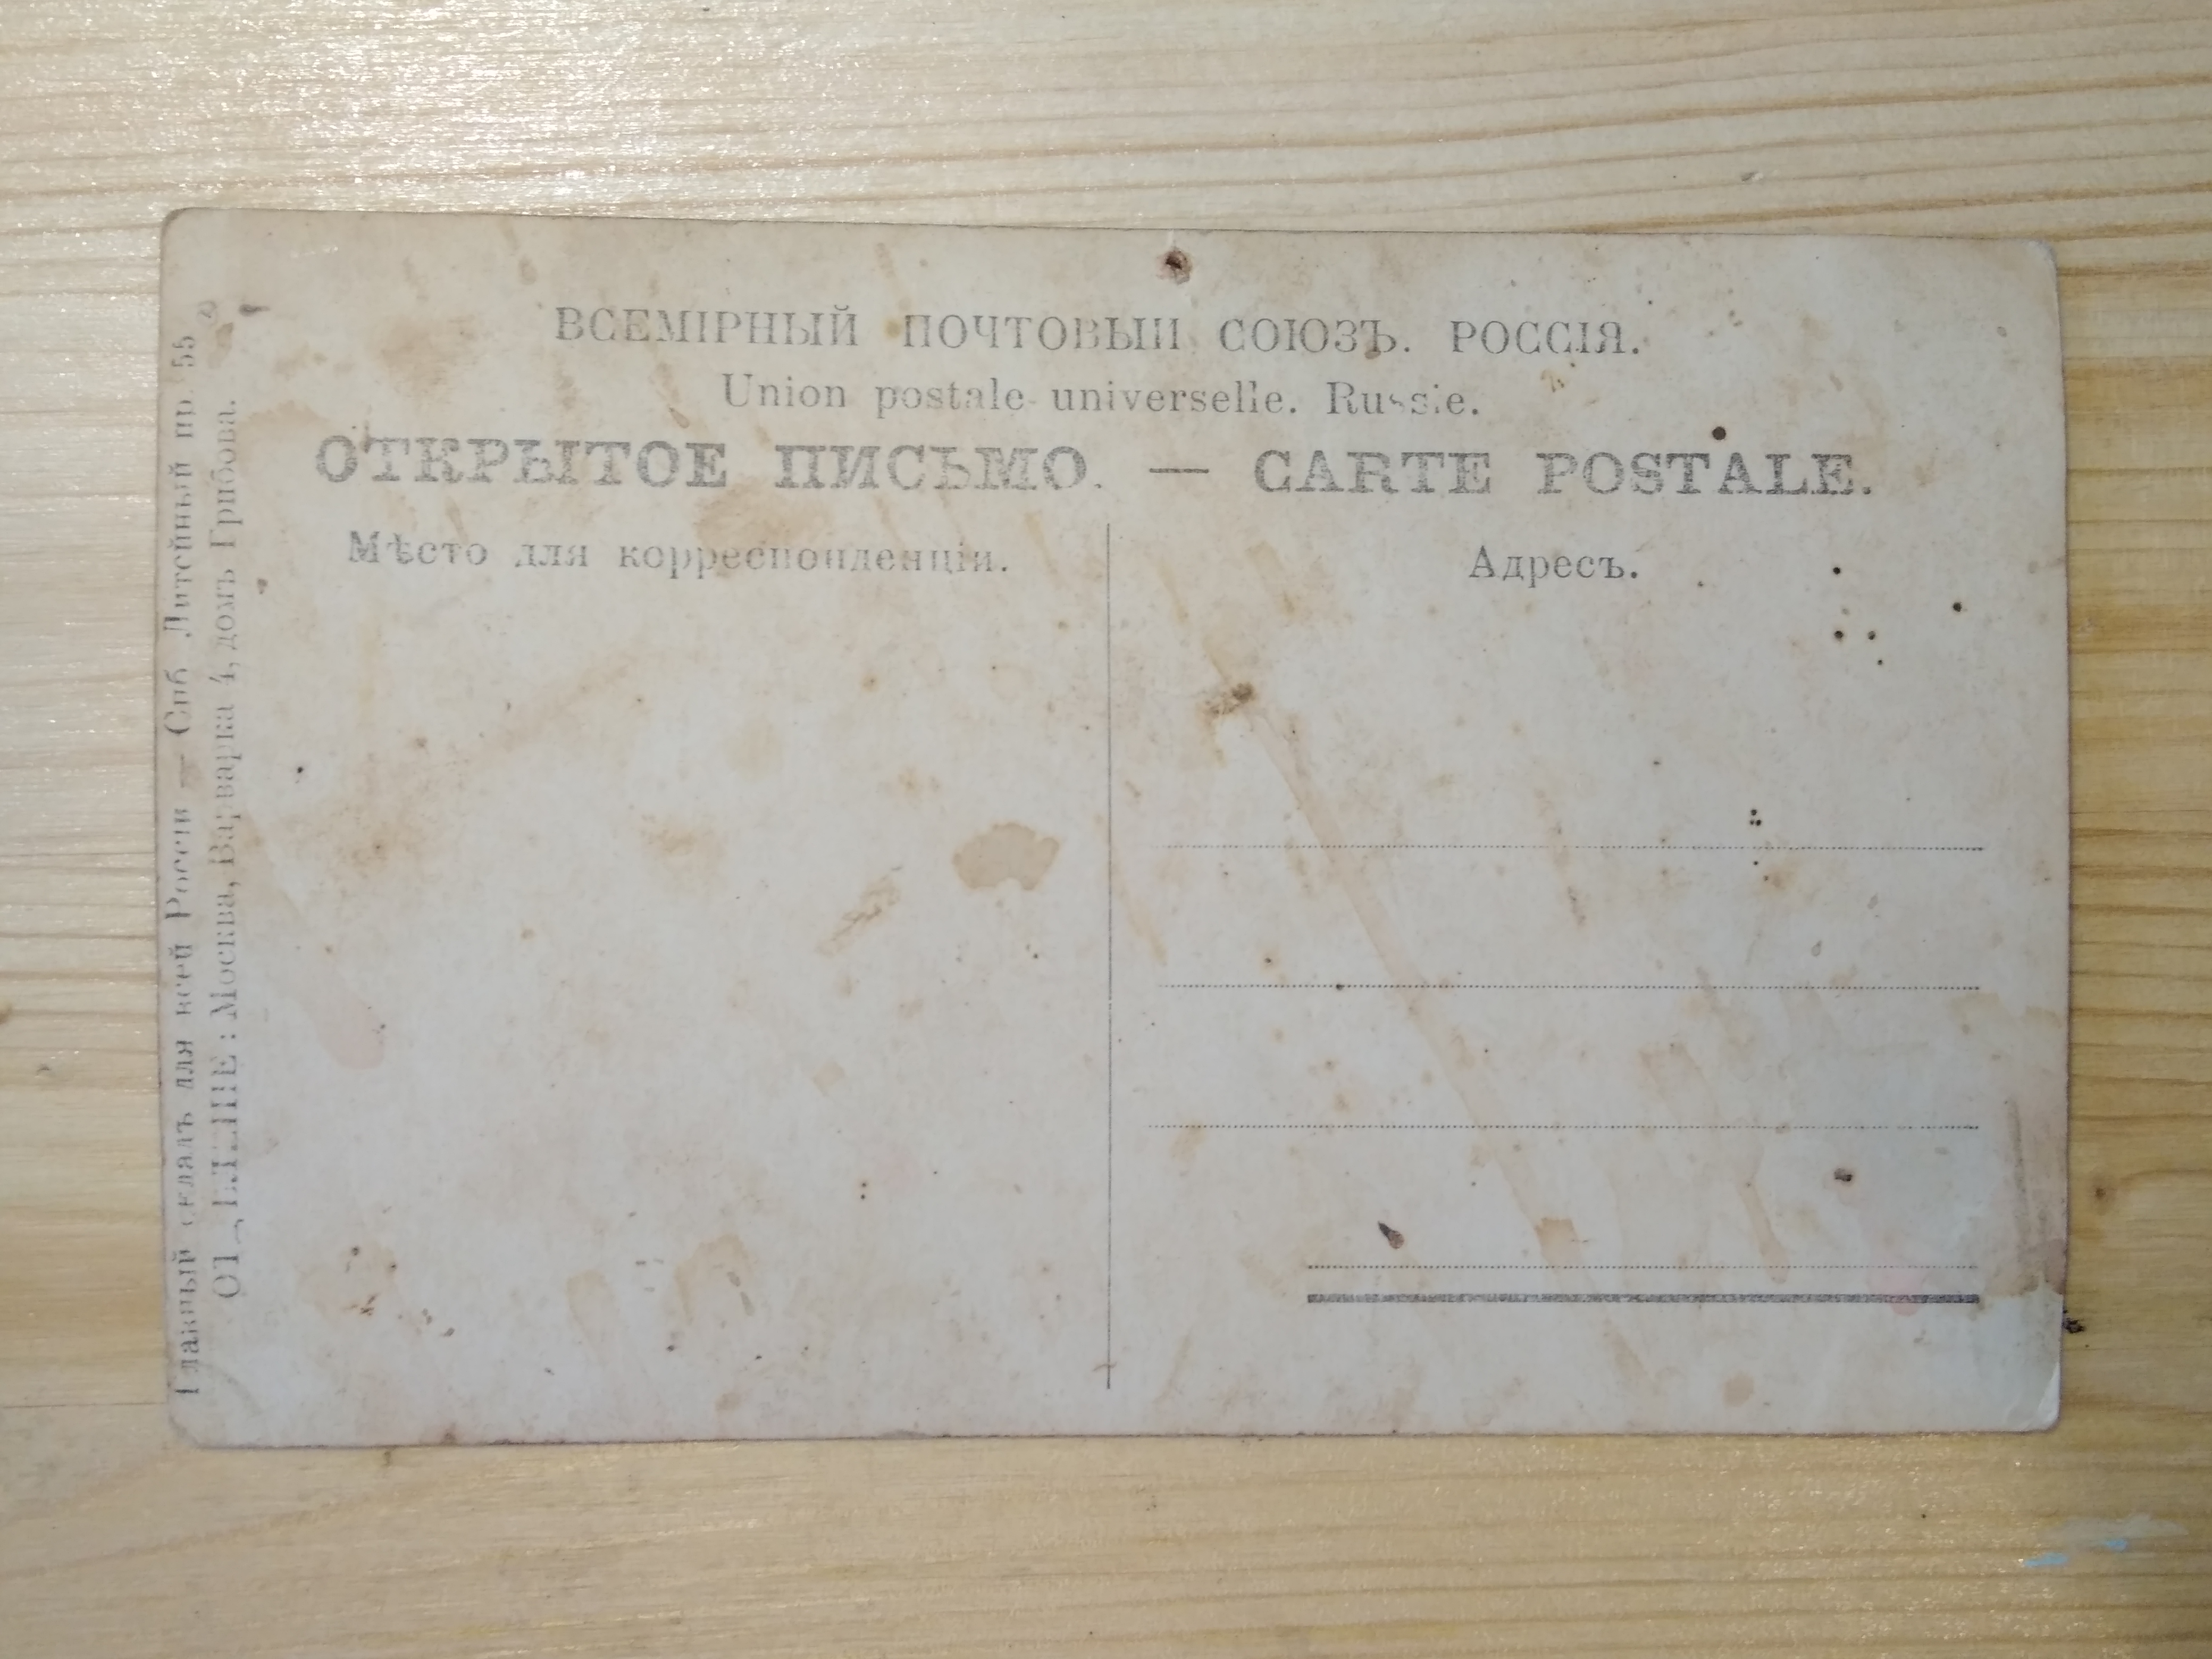 ВСЕМІРНЫЙ ПОЧТОВЫЙ СОЮЗЪ. РОССІЯ.
Union postale universelle. Russie.
ОТКРЫТОЕ ПИСЬМО. — CARTE POSTALE.
Мѣсто для корреспонденціи.
Адресъ.
Главный складъ для всей Россіи — Спб Литейный пр. 55
ОТДѢЛЕНІЕ: Москва, Варварка 4, домъ Грибова.